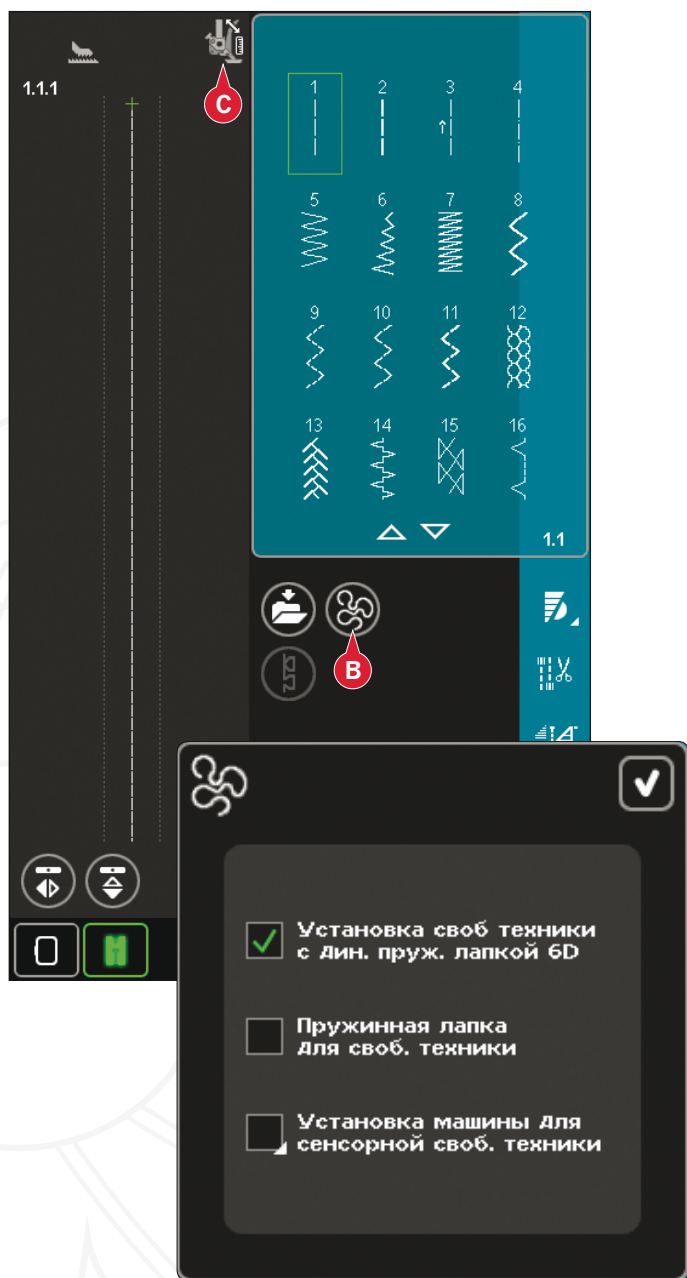 1.1.1
C
1 2 3 4
5 6 7 8
9 10 11 12
13 14 15 16
1.1
B
Установка своб техники
с дин. пруж. лапкой 6D
Пружинная лапка
для своб. техники
Установка машины для
сенсорной своб. техники